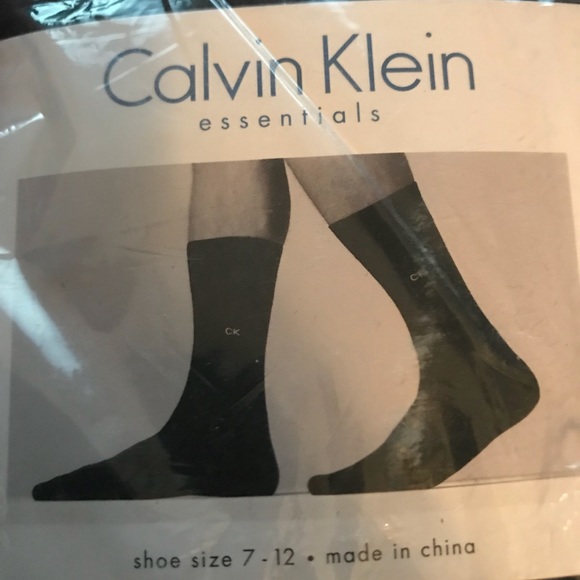 Calvin Klein
essentials
CK
CK
shoe size 7-12 • made in china